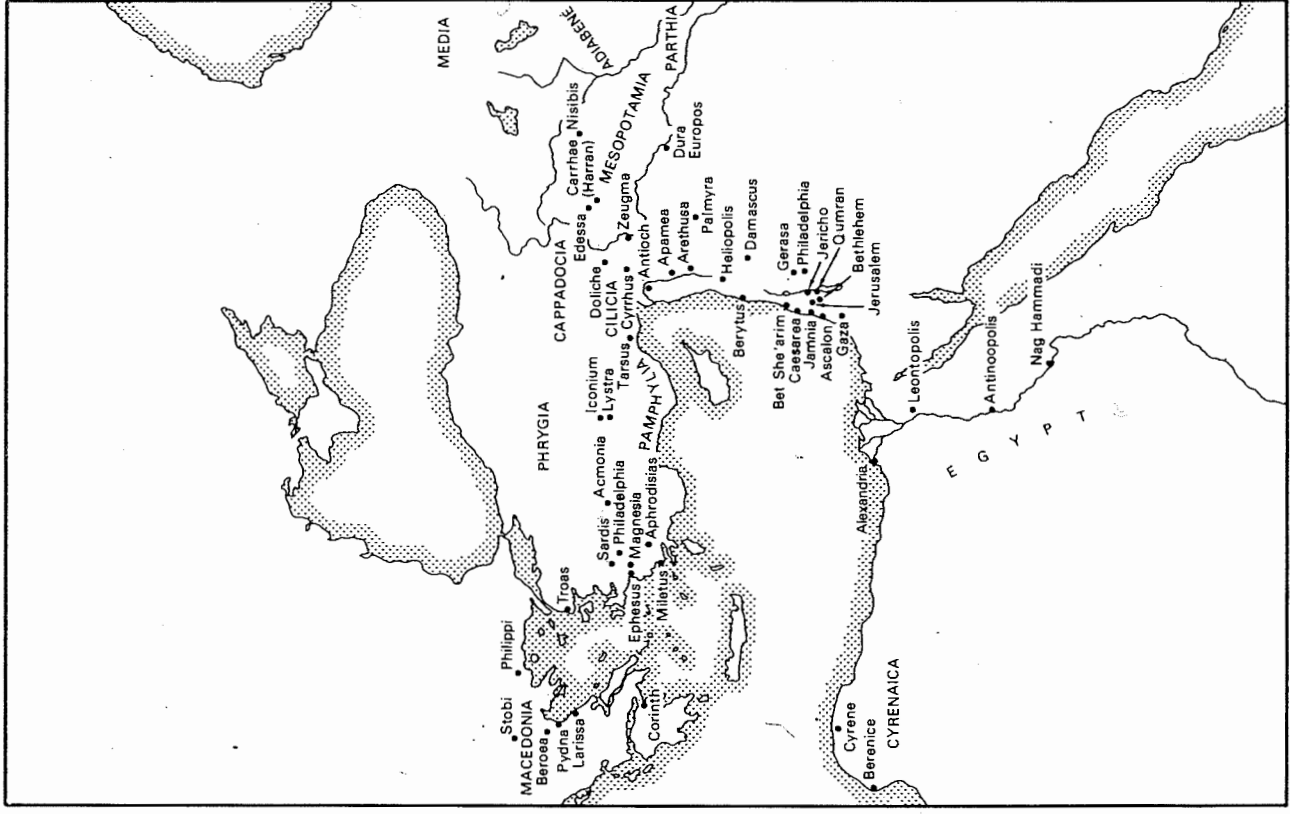 MEDIA
ADIABENÉ
PARTHIA
Nisibis
Carrhae
(Harran)
MESOPOTAMIA
Edessa
Dura
Europos
Zeugma
CAPPADOCIA
Doliche
CILICIA
Cyrrhus
Tarsus
Antioch
Apamea
Arethusa
Palmyra
Heliopolis
Damascus
Berytus
Gerasa
Philadelphia
Jericho
Qumran
Bethlehem
Jerusalem
Bet She'arim
Caesarea
Jamnia
Ascalon
Gaza
Iconium
Lystra
PAMPHYLIA
PHRYGIA
Acmonia
Sardis
Philadelphia
Magnesia
Aphrodisias
Ephesus
Miletus
Troas
Philippi
Stobi
MACEDONIA
Beroea
Pydna
Larissa
Corinth
Leontopolis
Antinoopolis
Nag Hammadi
EGYPT
Alexandria
Cyrene
Berenice
CYRENAICA